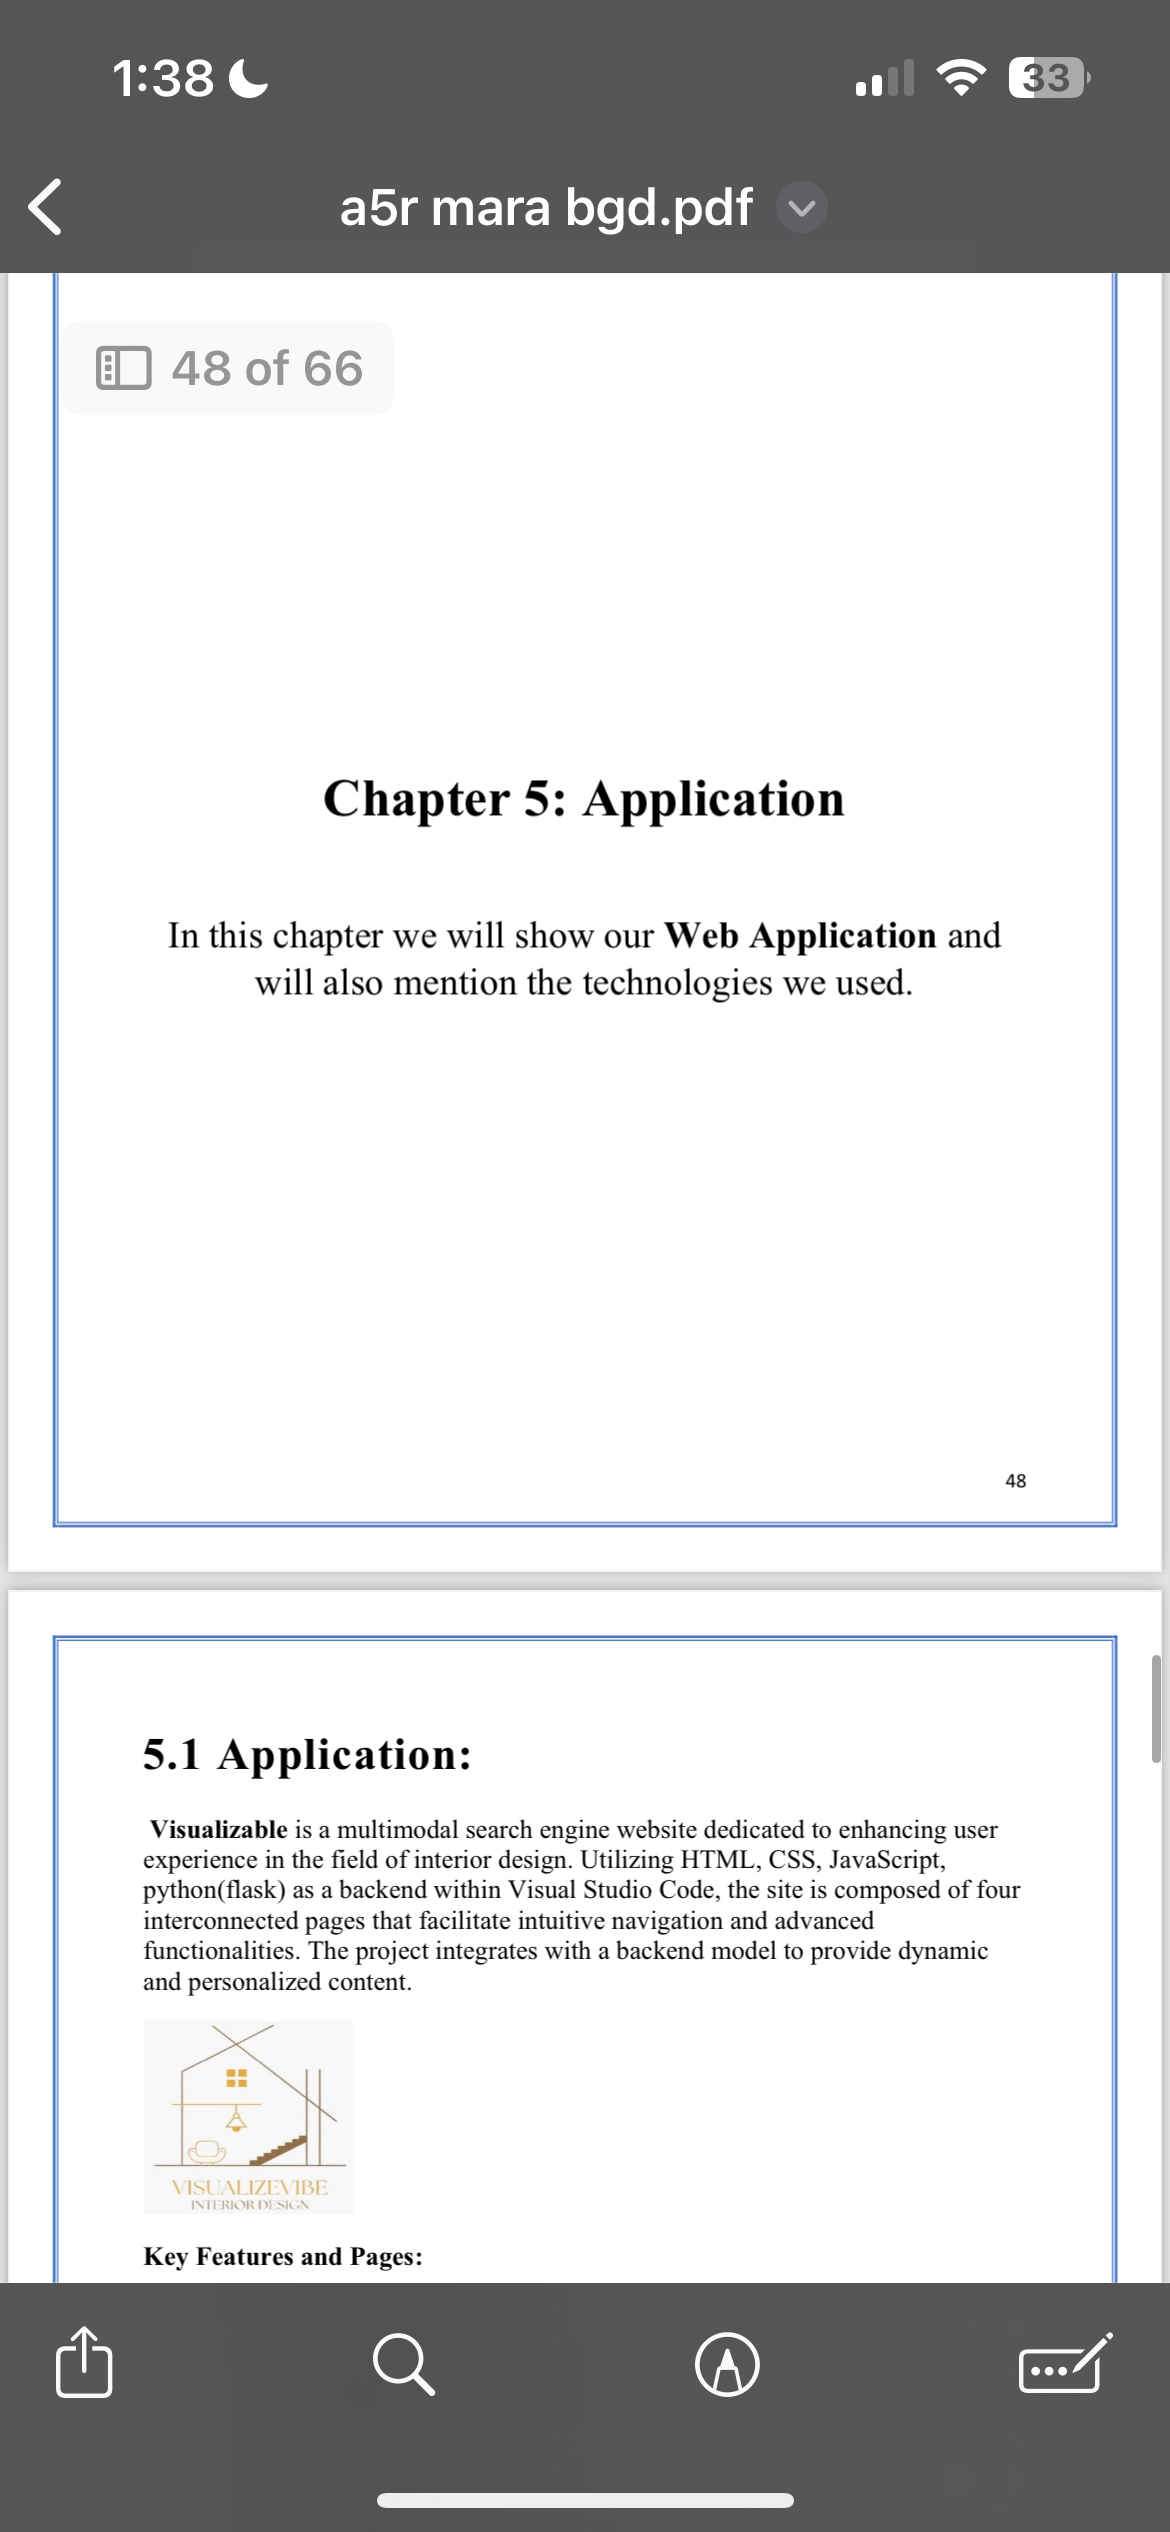 1:38
33
a5r mara bgd.pdf
48 of 66
Chapter 5: Application
In this chapter we will show our Web Application and
will also mention the technologies we used.
48
5.1 Application:
Visualizable is a multimodal search engine website dedicated to enhancing user
experience in the field of interior design. Utilizing HTML, CSS, JavaScript,
python(flask) as a backend within Visual Studio Code, the site is composed of four
interconnected pages that facilitate intuitive navigation and advanced
functionalities. The project integrates with a backend model to provide dynamic
and personalized content.
VISUALIZEVIBE
INTERIOR DESIGN
Key Features and Pages: